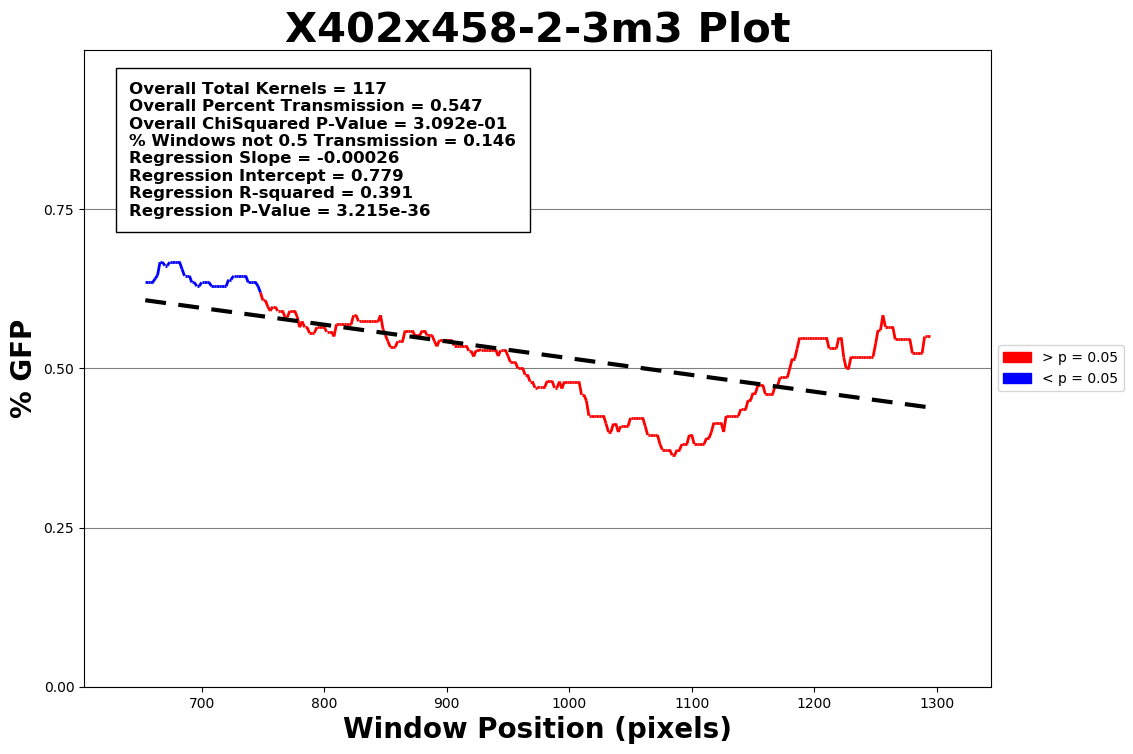 X402x458-2-3m3 Plot
Overall Total Kernels = 117
Overall Percent Transmission = 0.547
Overall ChiSquared P-Value = 3.092e-01
% Windows not 0.5 Transmission = 0.146
Regression Slope = -0.00026
Regression Intercept = 0.779
Regression R-squared = 0.391
Regression P-Value = 3.215e-36
% GFP
0.75
0.50
0.25
0.00
> p = 0.05
< p = 0.05
700 800 900 1000 1100 1200 1300
Window Position (pixels)